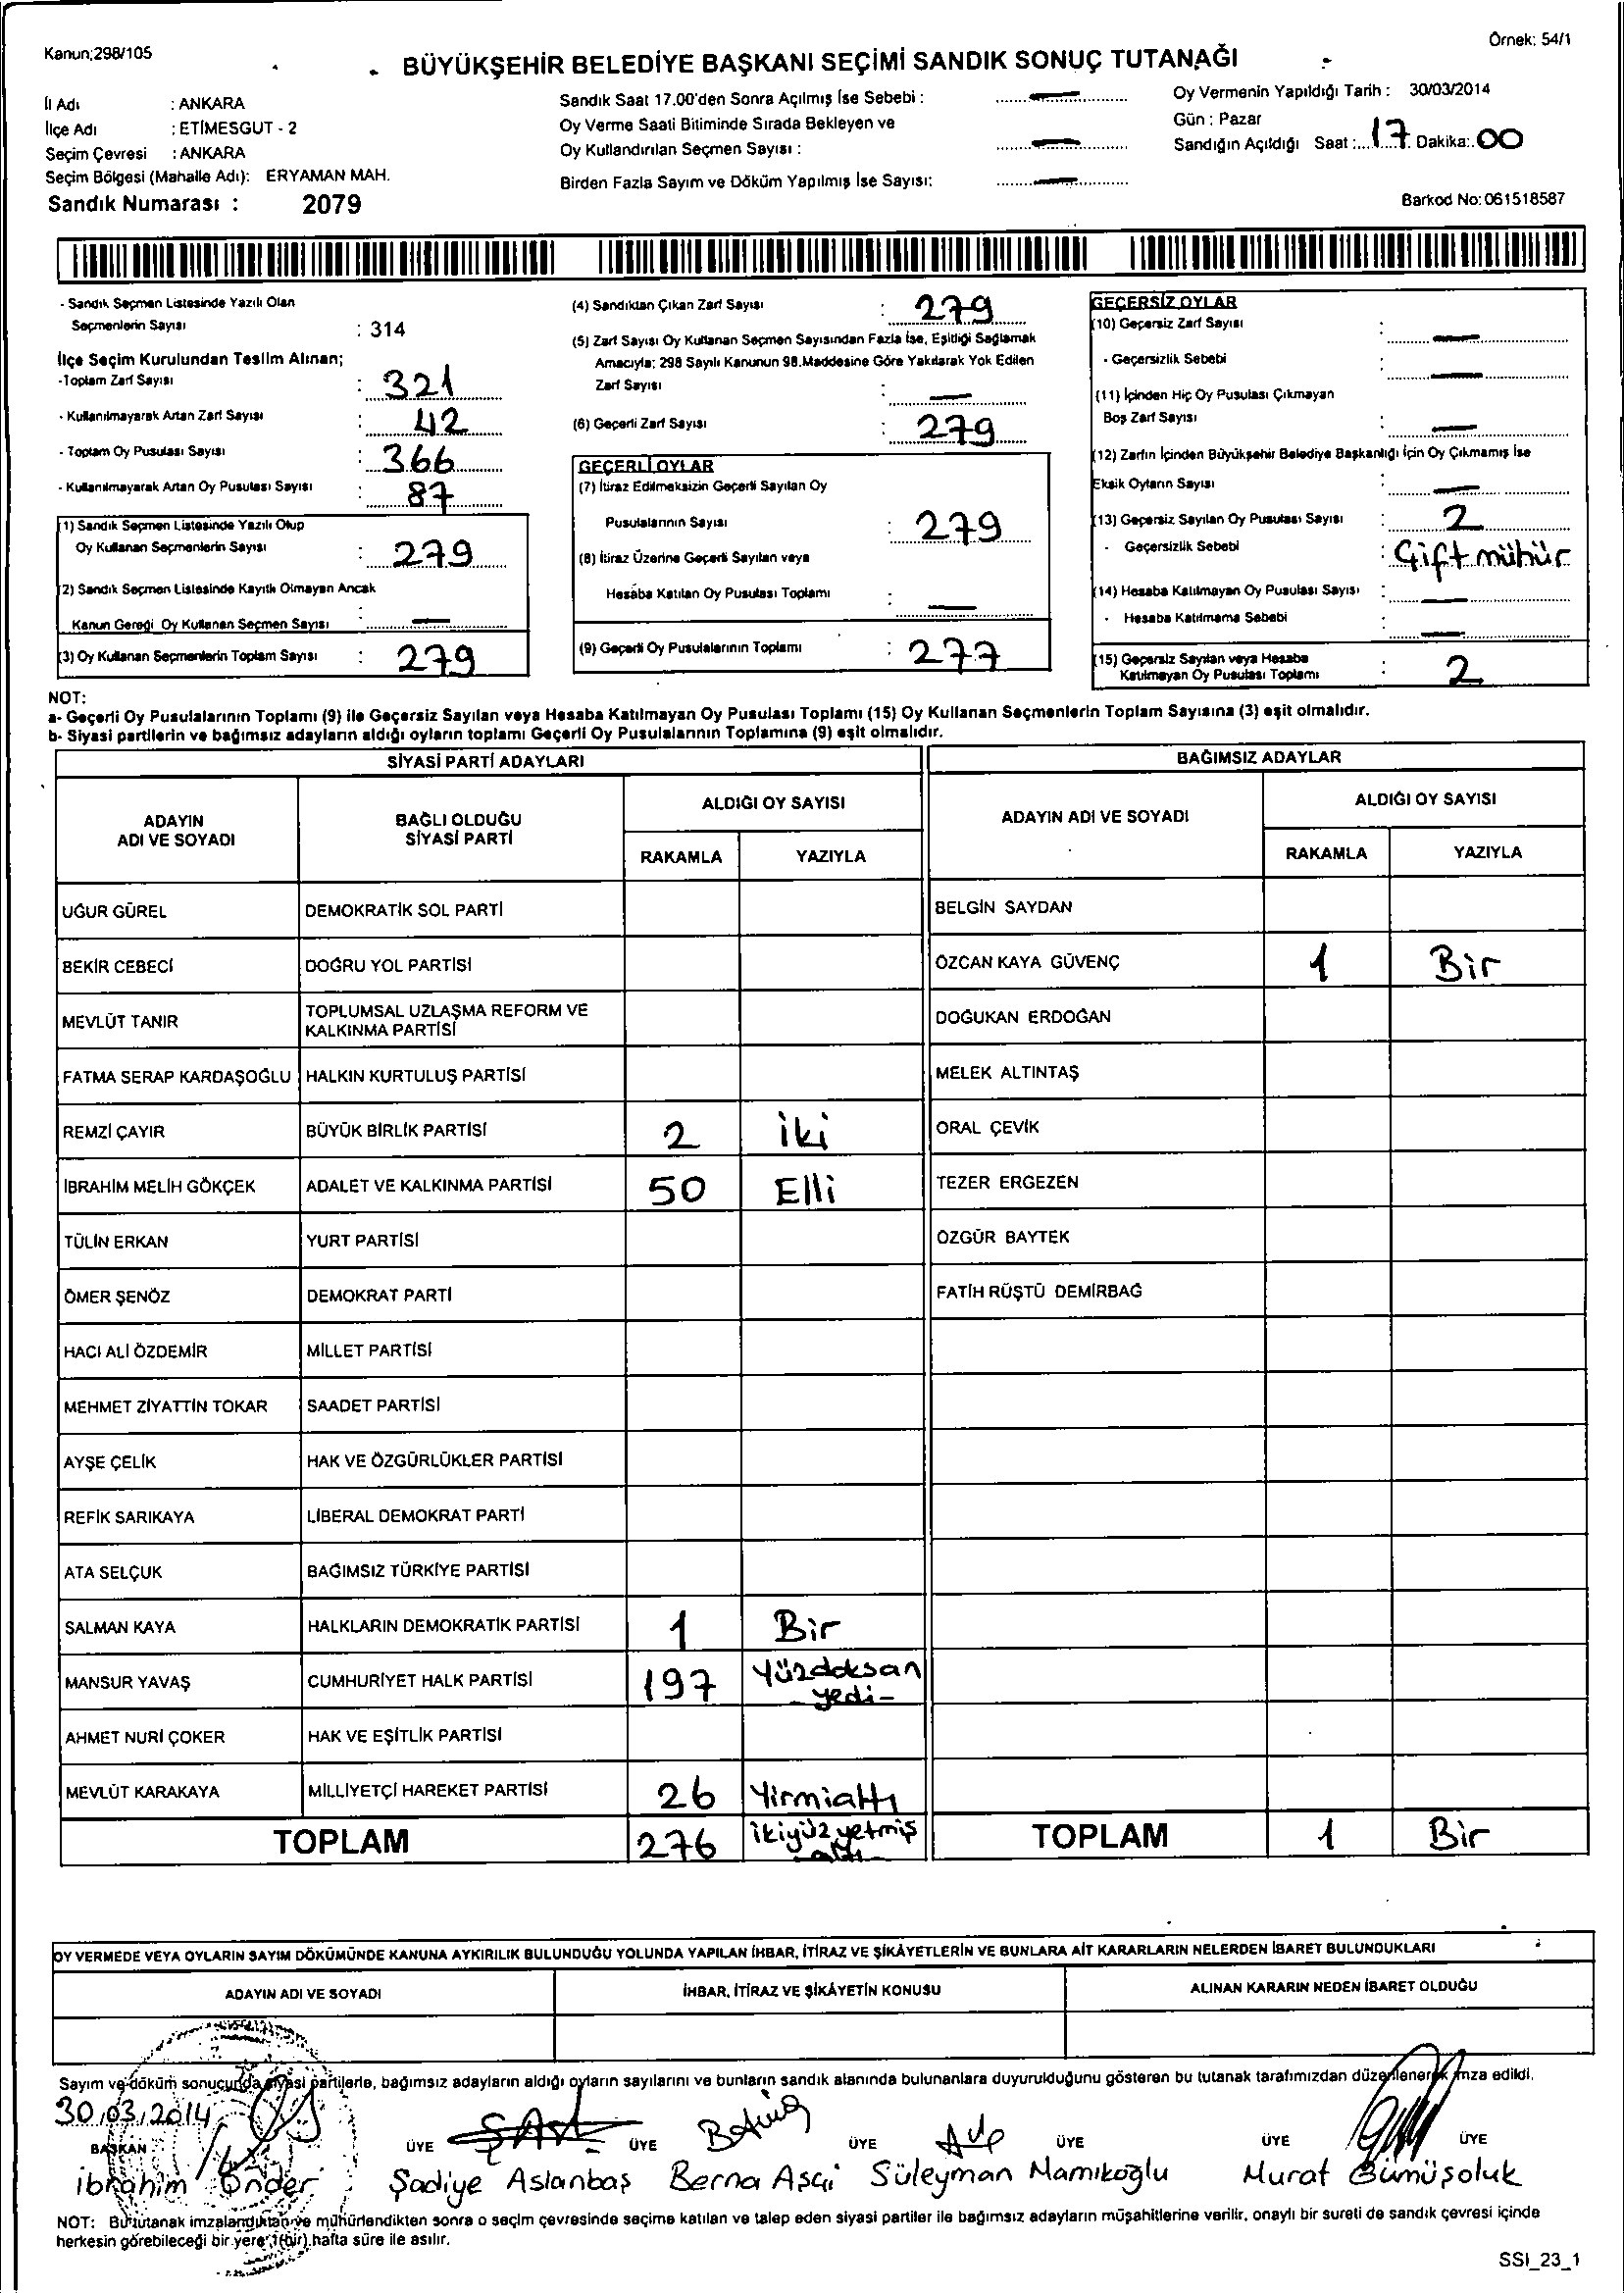 Kanun;298/105
Örnek: 54/1
BÜYÜKŞEHİR BELEDİYE BAŞKANI SEÇİMİ SANDIK SONUÇ TUTANAĞI
İl Adı : ANKARA
İlçe Adı : ETİMESGUT - 2
Seçim Çevresi : ANKARA
Seçim Bölgesi (Mahalle Adı): ERYAMAN MAH.
Sandık Numarası : 2079
Sandık Saat 17.00'den Sonra Açılmış İse Sebebi : —
Oy Verme Saati Bitiminde Sırada Bekleyen ve
Oy Kullandırılan Seçmen Sayısı : —
Birden Fazla Sayım ve Döküm Yapılmış İse Sayısı: —
Oy Vermenin Yapıldığı Tarih : 30/03/2014
Gün : Pazar
Sandığın Açıldığı Saat : 17 Dakika: 00
Barkod No: 061518587
- Sandık Seçmen Listesinde Yazılı Olan
Seçmenlerin Sayısı : 314
İlçe Seçim Kurulundan Teslim Alınan;
-Toplam Zarf Sayısı : 321
- Kullanılmayarak Artan Zarf Sayısı : 42
- Toplam Oy Pusulası Sayısı : 366
- Kullanılmayarak Artan Oy Pusulası Sayısı : 87
(1) Sandık Seçmen Listesinde Yazılı Olup
Oy Kullanan Seçmenlerin Sayısı : 279
(2) Sandık Seçmen Listesinde Kayıtlı Olmayan Ancak
Kanun Gereği Oy Kullanan Seçmen Sayısı : —
(3) Oy Kullanan Seçmenlerin Toplam Sayısı : 279
(4) Sandıktan Çıkan Zarf Sayısı : 279
(5) Zarf Sayısı Oy Kullanan Seçmen Sayısından Fazla İse, Eşitliği Sağlamak
Amacıyla; 298 Sayılı Kanunun 98.Maddesine Göre Yakılarak Yok Edilen
Zarf Sayısı : —
(6) Geçerli Zarf Sayısı : 279
GEÇERLİ OYLAR
(7) İtiraz Edilmeksizin Geçerli Sayılan Oy
Pusulalarının Sayısı : 279
(8) İtiraz Üzerine Geçerli Sayılan veya
Hesaba Katılan Oy Pusulası Toplamı : —
(9) Geçerli Oy Pusulalarının Toplamı : 277
GEÇERSİZ OYLAR
(10) Geçersiz Zarf Sayısı : —
- Geçersizlik Sebebi : —
(11) İçinden Hiç Oy Pusulası Çıkmayan
Boş Zarf Sayısı : —
(12) Zarfın İçinden Büyükşehir Belediye Başkanlığı İçin Oy Çıkmamış İse
Eksik Oyların Sayısı : —
(13) Geçersiz Sayılan Oy Pusulası Sayısı : 2
- Geçersizlik Sebebi : Çift mühür
(14) Hesaba Katılmayan Oy Pusulası Sayısı : —
- Hesaba Katılmama Sebebi : —
(15) Geçersiz Sayılan veya Hesaba
Katılmayan Oy Pusulası Toplamı : 2
NOT:
a- Geçerli Oy Pusulalarının Toplamı (9) ile Geçersiz Sayılan veya Hesaba Katılmayan Oy Pusulası Toplamı (15) Oy Kullanan Seçmenlerin Toplam Sayısına (3) eşit olmalıdır.
b- Siyasi partilerin ve bağımsız adayların aldığı oyların toplamı Geçerli Oy Pusulalarının Toplamına (9) eşit olmalıdır.
SİYASİ PARTİ ADAYLARI
ADAYIN
ADI VE SOYADI
BAĞLI OLDUĞU
SİYASİ PARTİ
ALDIĞI OY SAYISI
RAKAMLA YAZIYLA
UĞUR GÜREL DEMOKRATİK SOL PARTİ
BEKİR CEBECİ DOĞRU YOL PARTİSİ
MEVLÜT TANIR TOPLUMSAL UZLAŞMA REFORM VE
KALKINMA PARTİSİ
FATMA SERAP KARDAŞOĞLU HALKIN KURTULUŞ PARTİSİ
REMZİ ÇAYIR BÜYÜK BİRLİK PARTİSİ 2 iki
İBRAHİM MELİH GÖKÇEK ADALET VE KALKINMA PARTİSİ 50 Elli
TÜLİN ERKAN YURT PARTİSİ
ÖMER ŞENÖZ DEMOKRAT PARTİ
HACI ALİ ÖZDEMİR MİLLET PARTİSİ
MEHMET ZİYATTİN TOKAR SAADET PARTİSİ
AYŞE ÇELİK HAK VE ÖZGÜRLÜKLER PARTİSİ
REFİK SARIKAYA LİBERAL DEMOKRAT PARTİ
ATA SELÇUK BAĞIMSIZ TÜRKİYE PARTİSİ
SALMAN KAYA HALKLARIN DEMOKRATİK PARTİSİ 1 Bir
MANSUR YAVAŞ CUMHURİYET HALK PARTİSİ 197 Yüzdoksan
- yedi -
AHMET NURİ ÇOKER HAK VE EŞİTLİK PARTİSİ
MEVLÜT KARAKAYA MİLLİYETÇİ HAREKET PARTİSİ 26 Yirmialtı
TOPLAM 276 ikiyüzyetmiş
- altı -
BAĞIMSIZ ADAYLAR
ADAYIN ADI VE SOYADI
ALDIĞI OY SAYISI
RAKAMLA YAZIYLA
BELGİN SAYDAN
ÖZCAN KAYA GÜVENÇ 1 Bir
DOĞUKAN ERDOĞAN
MELEK ALTINTAŞ
ORAL ÇEVİK
TEZER ERGEZEN
ÖZGÜR BAYTEK
FATİH RÜŞTÜ DEMİRBAĞ
TOPLAM 1 Bir
OY VERMEDE VEYA OYLARIN SAYIM DÖKÜMÜNDE KANUNA AYKIRILIK BULUNDUĞU YOLUNDA YAPILAN İHBAR, İTİRAZ VE ŞİKÂYETLERİN VE BUNLARA AİT KARARLARIN NELERDEN İBARET BULUNDUKLARI
ADAYIN ADI VE SOYADI İHBAR, İTİRAZ VE ŞİKÂYETİN KONUSU ALINAN KARARIN NEDEN İBARET OLDUĞU
Sayım ve döküm sonucunda siyasi partilerle, bağımsız adayların aldığı oyların sayılarını ve bunların sandık alanında bulunanlara duyurulduğunu gösteren bu tutanak tarafımızdan düzenlenerek imza edildi.
30/03/2014
BAŞKAN ÜYE ÜYE ÜYE ÜYE ÜYE ÜYE
ibrahim Önder Şadiye Aslanbaş Berna Aşçı Süleyman Namıkoğlu Murat Gümüşoluk
NOT: Bu tutanak imzalandıktan ve mühürlendikten sonra o seçim çevresinde seçime katılan ve talep eden siyasi partiler ile bağımsız adayların müşahitlerine verilir, onaylı bir sureti de sandık çevresi içinde
herkesin görebileceği bir yere 1(bir) hafta süre ile asılır.
SSI_23_1